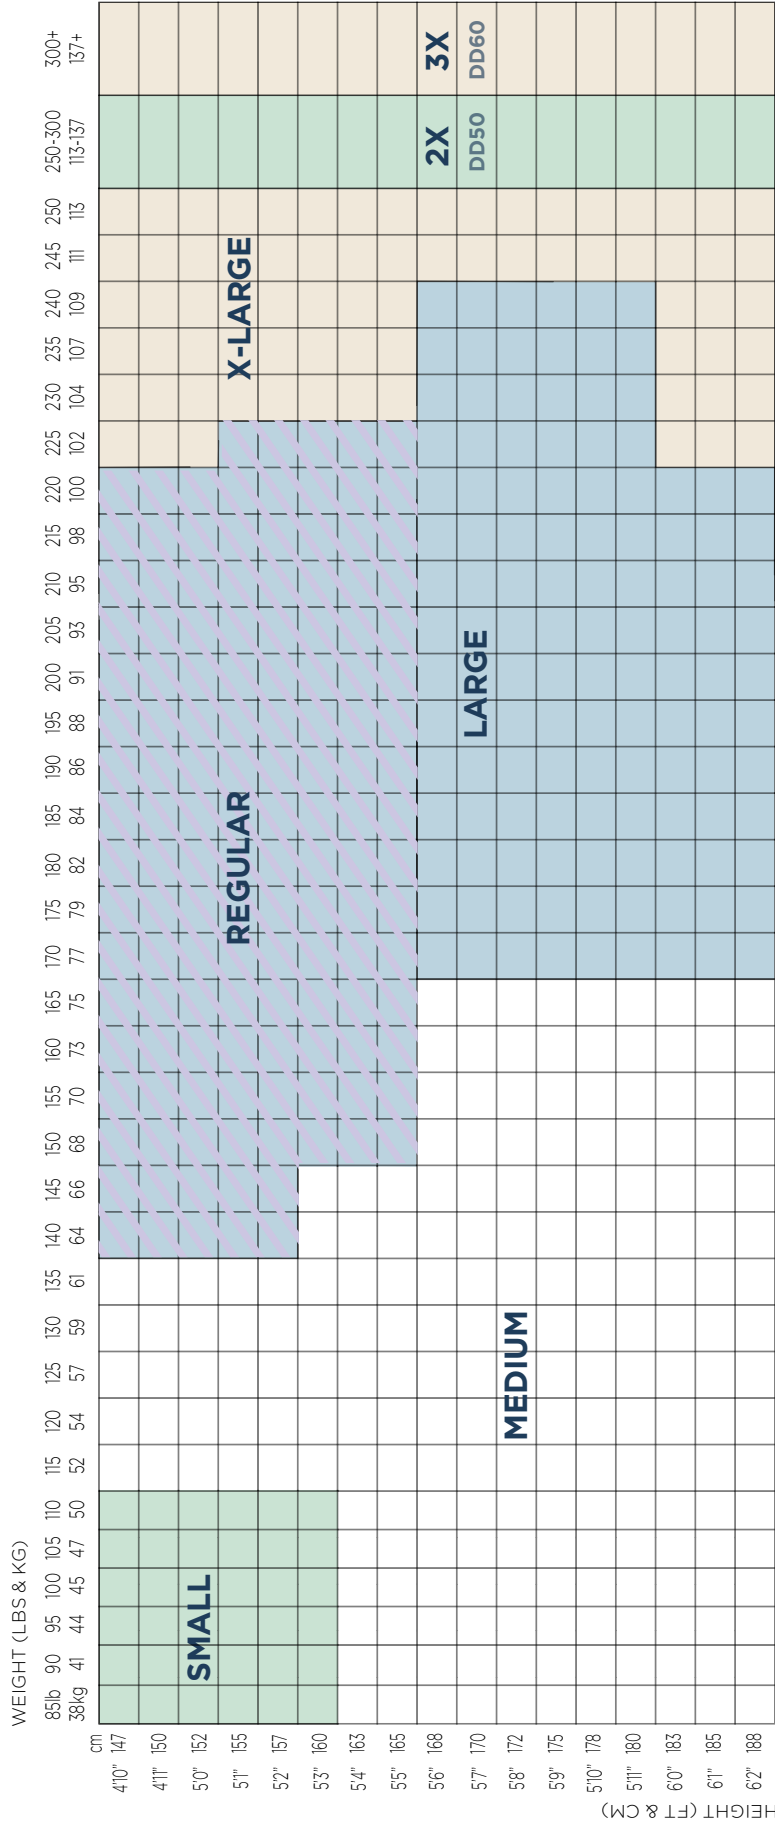 WEIGHT (LBS & KG)
85lb 90 95 100 105 110 115 120 125 130 135 140 145 150 155 160 165 170 175 180 185 190 195 200 205 210 215 220 225 230 235 240 245 250 250-300 300+
38kg 41 44 45 47 50 52 54 57 59 61 64 66 68 70 73 75 77 79 82 84 86 88 91 93 95 98 100 102 104 107 109 111 113 113-137 137+
HEIGHT (FT & CM)
cm
4'10" 147
4'11" 150
5'0" 152
5'1" 155
5'2" 157
5'3" 160
5'4" 163
5'5" 165
5'6" 168
5'7" 170
5'8" 172
5'9" 175
5'10" 178
5'11" 180
6'0" 183
6'1" 185
6'2" 188
SMALL
REGULAR
X-LARGE
MEDIUM
LARGE
2X
DD50
3X
DD60